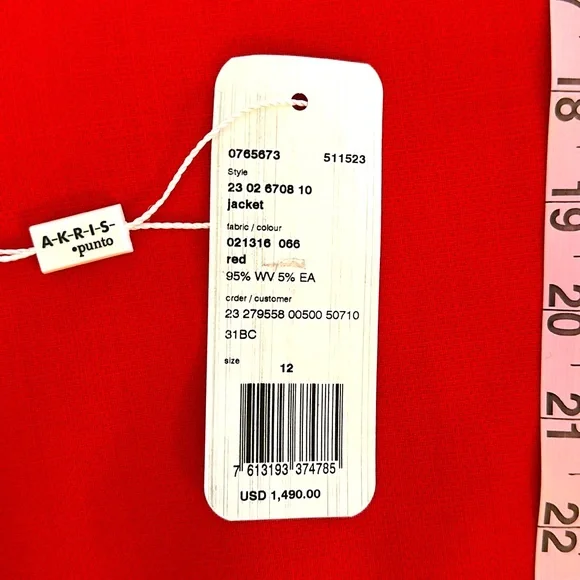 0765673 511523
Style
23 02 6708 10
jacket
fabric / colour
021316 066
red
95% WV 5% EA
order / customer
23 279558 00500 50710
31BC
size
12
7 613193 374785
USD 1,490.00
A-K-R-I-S-
•punto
18
19
20
21
22